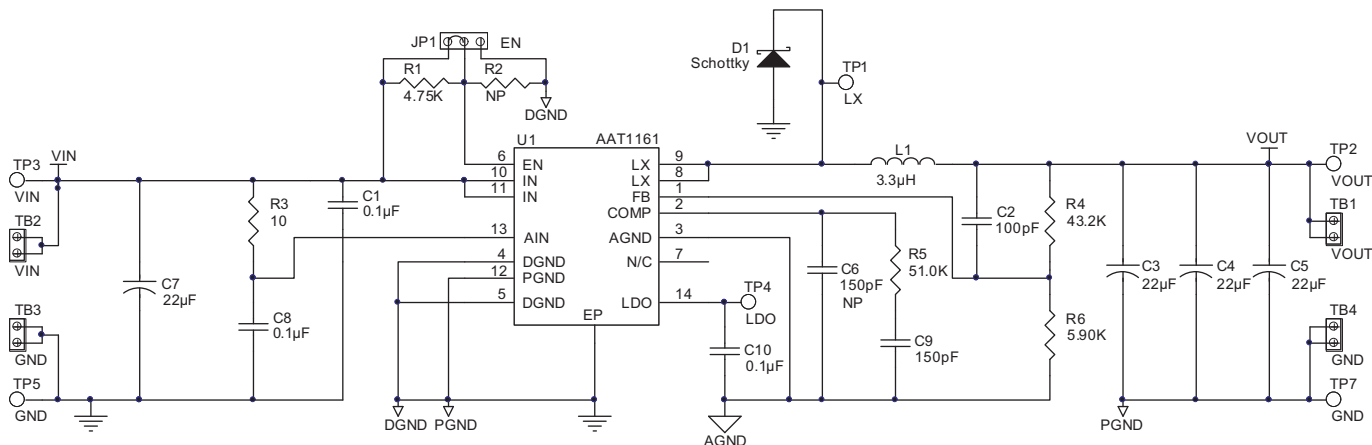 JP1 EN
R1 R2
4.75K NP
DGND
D1
Schottky
TP1
LX
U1 AAT1161
6 EN
10 IN
11 IN
13 AIN
4 DGND
12 PGND
5 DGND
EP
LX 9
LX 8
FB 1
COMP 2
AGND 3
N/C 7
LDO 14
TP3
VIN
VIN
TB2
VIN
TB3
GND
TP5
GND
C7
22µF
R3
10
C8
0.1µF
C1
0.1µF
DGND PGND
TP4
LDO
C10
0.1µF
AGND
C6
150pF
NP
R5
51.0K
C9
150pF
L1
3.3µH
C2
100pF
R4
43.2K
R6
5.90K
C3
22µF
C4
22µF
C5
22µF
PGND
VOUT
TP2
VOUT
TB1
VOUT
TB4
GND
TP7
GND